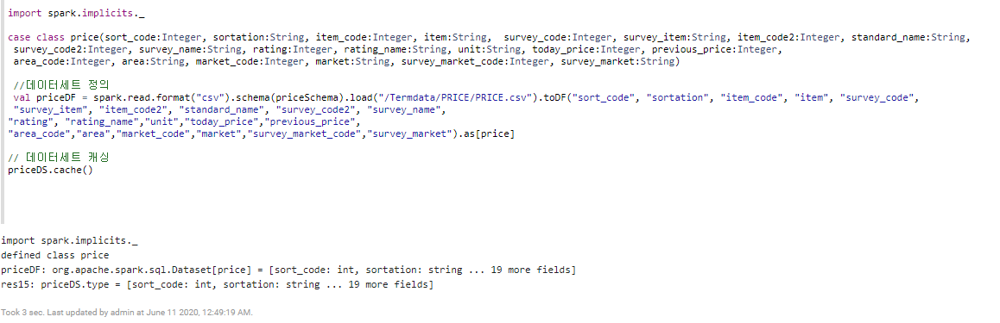 import spark.implicits._
case class price(sort_code:Integer, sortation:String, item_code:Integer, item:String,  survey_code:Integer, survey_item:String, item_code2:Integer, standard_name:String,
survey_code2:Integer, survey_name:String, rating:Integer, rating_name:String, unit:String, today_price:Integer, previous_price:Integer,
area_code:Integer, area:String, market_code:Integer, market:String, survey_market_code:Integer, survey_market:String)
//데이터세트 정의
val priceDF = spark.read.format("csv").schema(priceSchema).load("/Termdata/PRICE/PRICE.csv").toDF("sort_code", "sortation", "item_code", "item", "survey_code",
"survey_item", "item_code2", "standard_name", "survey_code2", "survey_name",
"rating", "rating_name","unit","today_price","previous_price",
"area_code","area","market_code","market","survey_market_code","survey_market").as[price]
// 데이터세트 캐싱
priceDS.cache()
import spark.implicits._
defined class price
priceDF: org.apache.spark.sql.Dataset[price] = [sort_code: int, sortation: string ... 19 more fields]
res15: priceDS.type = [sort_code: int, sortation: string ... 19 more fields]
Took 3 sec. Last updated by admin at June 11 2020, 12:49:19 AM.